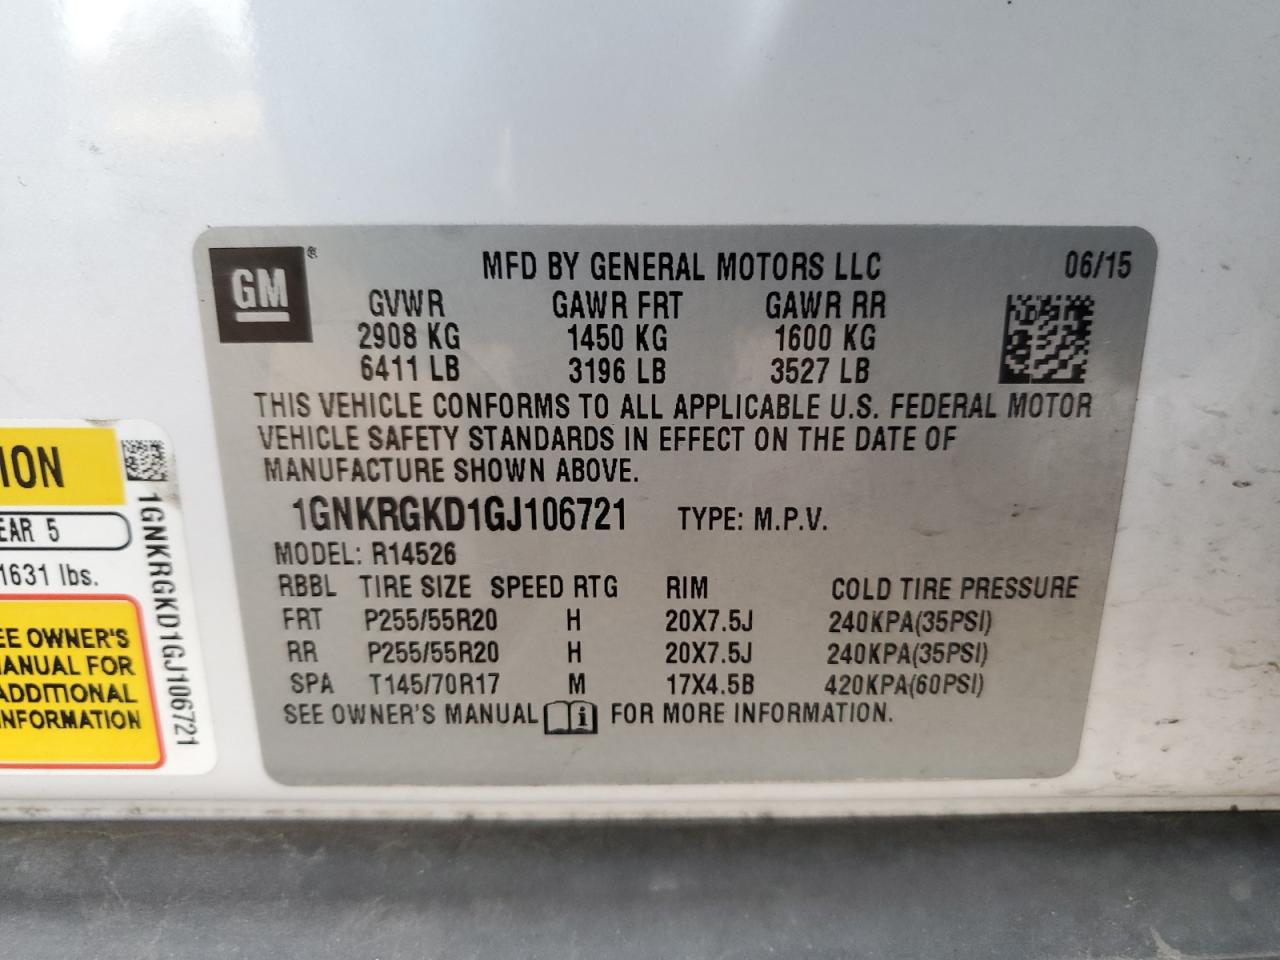 GM ®
MFD BY GENERAL MOTORS LLC 06/15
GVWR GAWR FRT GAWR RR
2908 KG 1450 KG 1600 KG
6411 LB 3196 LB 3527 LB
THIS VEHICLE CONFORMS TO ALL APPLICABLE U.S. FEDERAL MOTOR
VEHICLE SAFETY STANDARDS IN EFFECT ON THE DATE OF
MANUFACTURE SHOWN ABOVE.
1GNKRGKD1GJ106721 TYPE: M.P.V.
MODEL: R14526
RBBL TIRE SIZE SPEED RTG RIM COLD TIRE PRESSURE
FRT P255/55R20 H 20X7.5J 240KPA(35PSI)
RR P255/55R20 H 20X7.5J 240KPA(35PSI)
SPA T145/70R17 M 17X4.5B 420KPA(60PSI)
SEE OWNER'S MANUAL i FOR MORE INFORMATION.
ION
EAR 5
1631 lbs.
EE OWNER'S
ANUAL FOR
ADDITIONAL
INFORMATION
1GNKRGKD1GJ106721